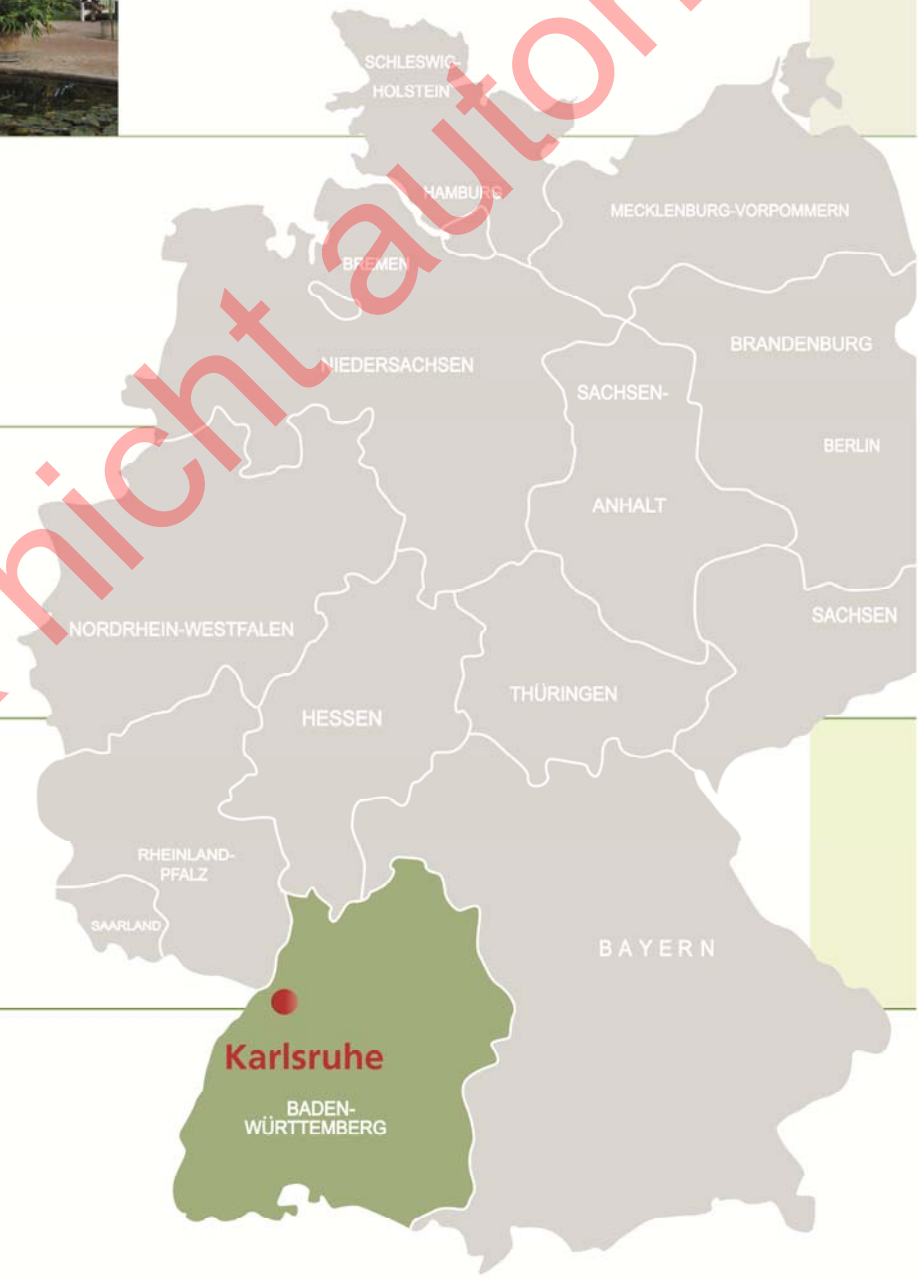 SCHLESWIG-
HOLSTEIN
HAMBURG
MECKLENBURG-VORPOMMERN
BREMEN
NIEDERSACHSEN
BRANDENBURG
SACHSEN-
BERLIN
ANHALT
NORDRHEIN-WESTFALEN
SACHSEN
THÜRINGEN
HESSEN
RHEINLAND-
PFALZ
SAARLAND
BAYERN
Karlsruhe
BADEN-
WÜRTTEMBERG
nicht